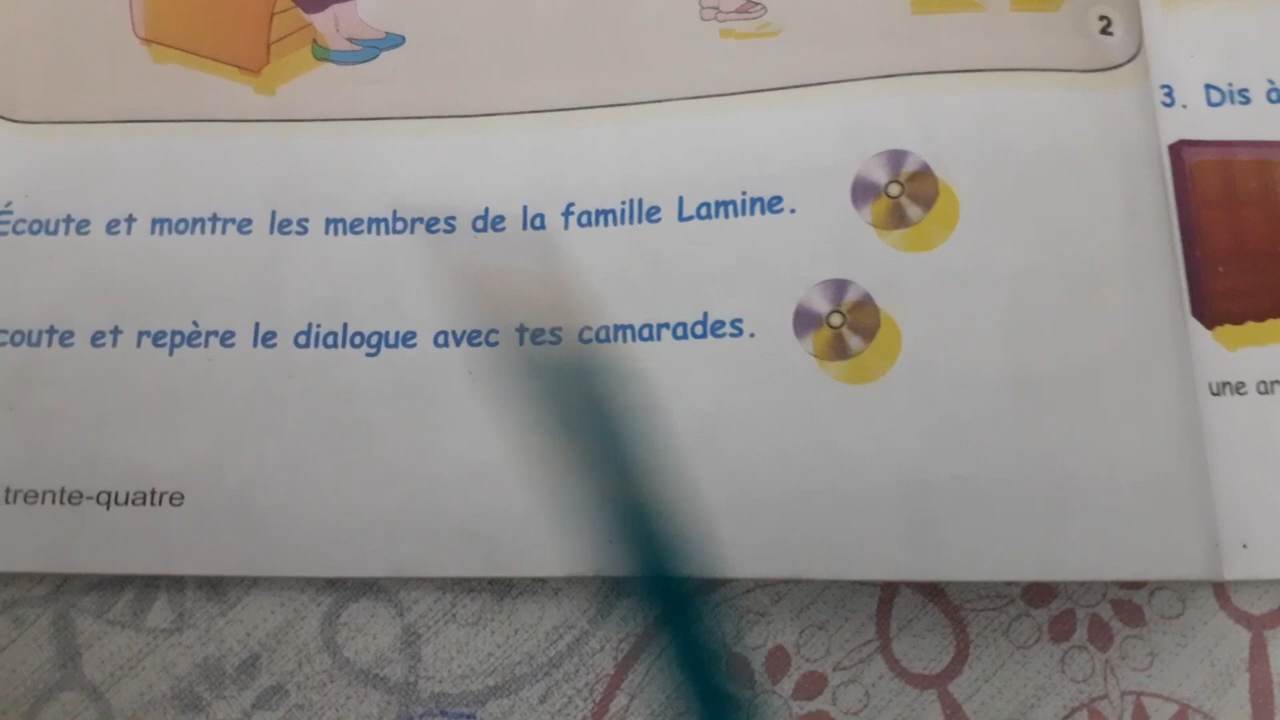 2
Écoute et montre les membres de la famille Lamine.
coute et repère le dialogue avec tes camarades.
trente-quatre
3. Dis à
une ar